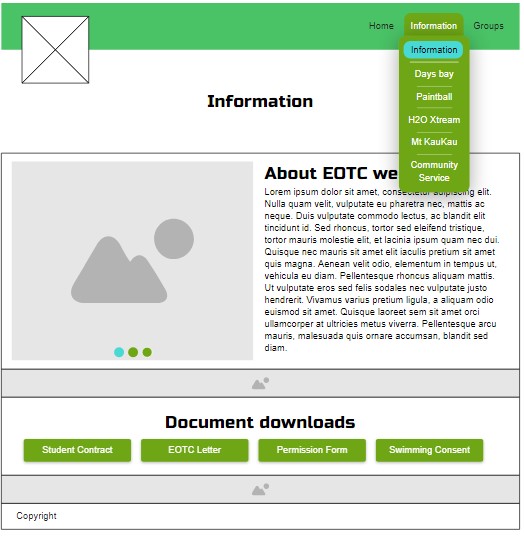 Home
Information
Groups
Information
Days bay
Paintball
H2O Xtream
Mt KauKau
Community
Service
Information
About EOTC we
Lorem ipsum dolor sit amet, consectetur adipiscing elit.
Nulla quam velit, vulputate eu pharetra nec, mattis ac
neque. Duis vulputate commodo lectus, ac blandit elit
tincidunt id. Sed rhoncus, tortor sed eleifend tristique,
tortor mauris molestie elit, et lacinia ipsum quam nec dui.
Quisque nec mauris sit amet elit iaculis pretium sit amet
quis magna. Aenean velit odio, elementum in tempus ut,
vehicula eu diam. Pellentesque rhoncus aliquam mattis.
Ut vulputate eros sed felis sodales nec vulputate justo
hendrerit. Vivamus varius pretium ligula, a aliquam odio
euismod sit amet. Quisque laoreet sem sit amet orci
ullamcorper at ultricies metus viverra. Pellentesque arcu
mauris, malesuada quis ornare accumsan, blandit sed
diam.
Document downloads
Student Contract
EOTC Letter
Permission Form
Swimming Consent
Copyright